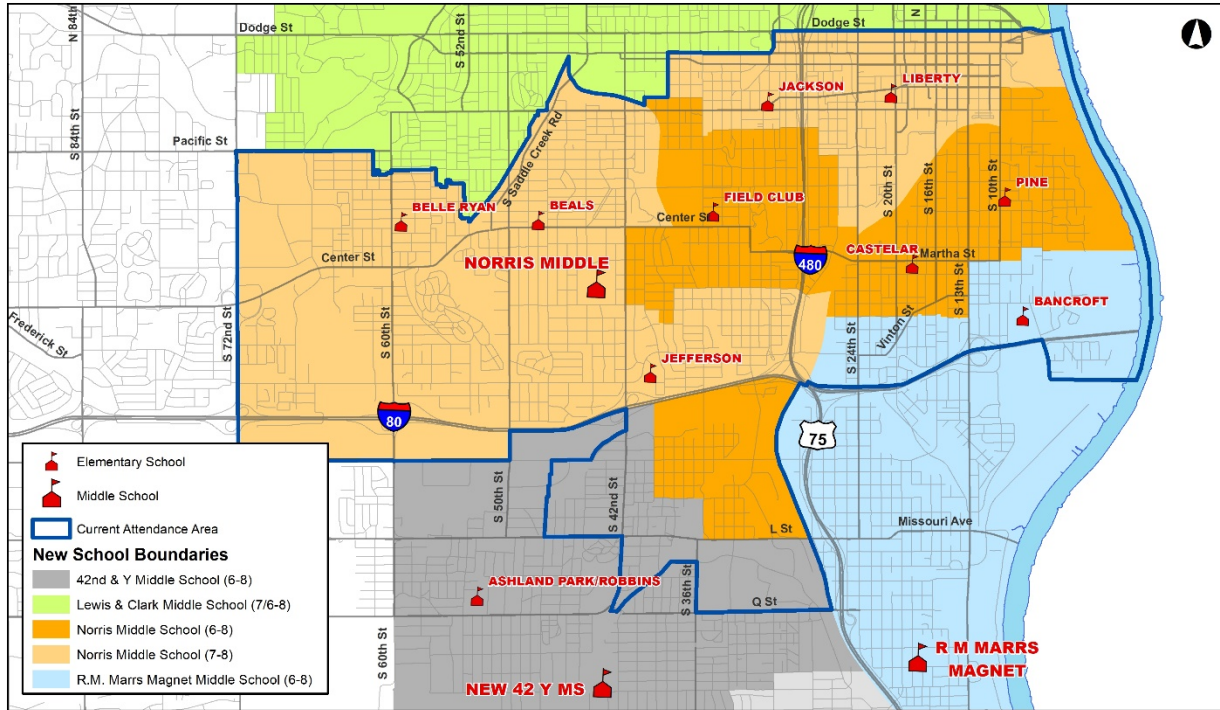 N 84th St
Dodge St
S 52nd St
Dodge St
N
JACKSON
LIBERTY
S 84th St
Pacific St
S Saddle Creek Rd
S 20th St
S 16th St
S 10th St
PINE
BELLE RYAN
BEALS
FIELD CLUB
Center St
CASTELAR
Martha St
Center St
NORRIS MIDDLE
480
S 13th St
BANCROFT
Frederick St
S 72nd St
S 60th St
S 24th St
Vinton St
JEFFERSON
80
75
Elementary School
Middle School
Current Attendance Area
New School Boundaries
42nd & Y Middle School (6-8)
Lewis & Clark Middle School (7/6-8)
Norris Middle School (6-8)
Norris Middle School (7-8)
R.M. Marrs Magnet Middle School (6-8)
S 50th St
S 42nd St
L St
Missouri Ave
ASHLAND PARK/ROBBINS
S 36th St
Q St
S 60th St
NEW 42 Y MS
R M MARRS
MAGNET